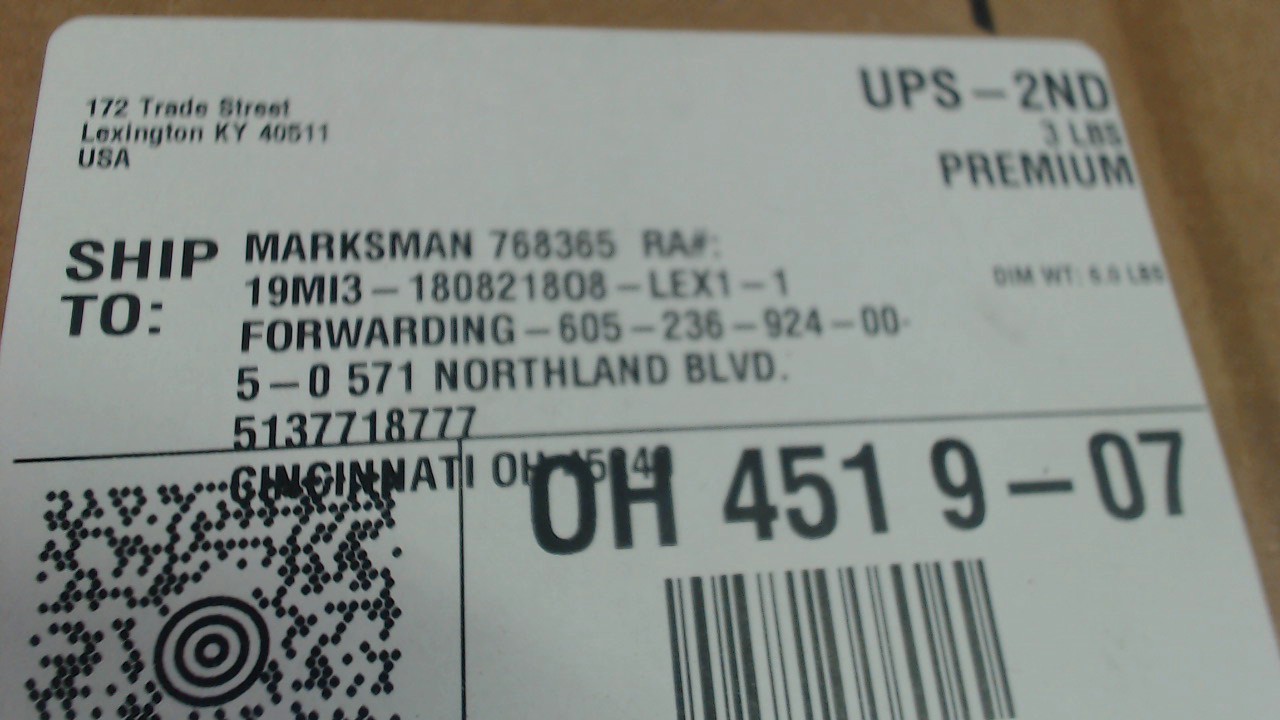 172 Trade Street
Lexington KY 40511
USA
UPS-2ND
3 LBS
PREMIUM
DIM WT: 6.0 LBS
SHIP TO:
MARKSMAN 768365 RA#:
19MI3-180821808-LEX1-1
FORWARDING-605-236-924-00-
5-0 571 NORTHLAND BLVD.
5137718777
CINCINNATI OH
OH 451 9-07